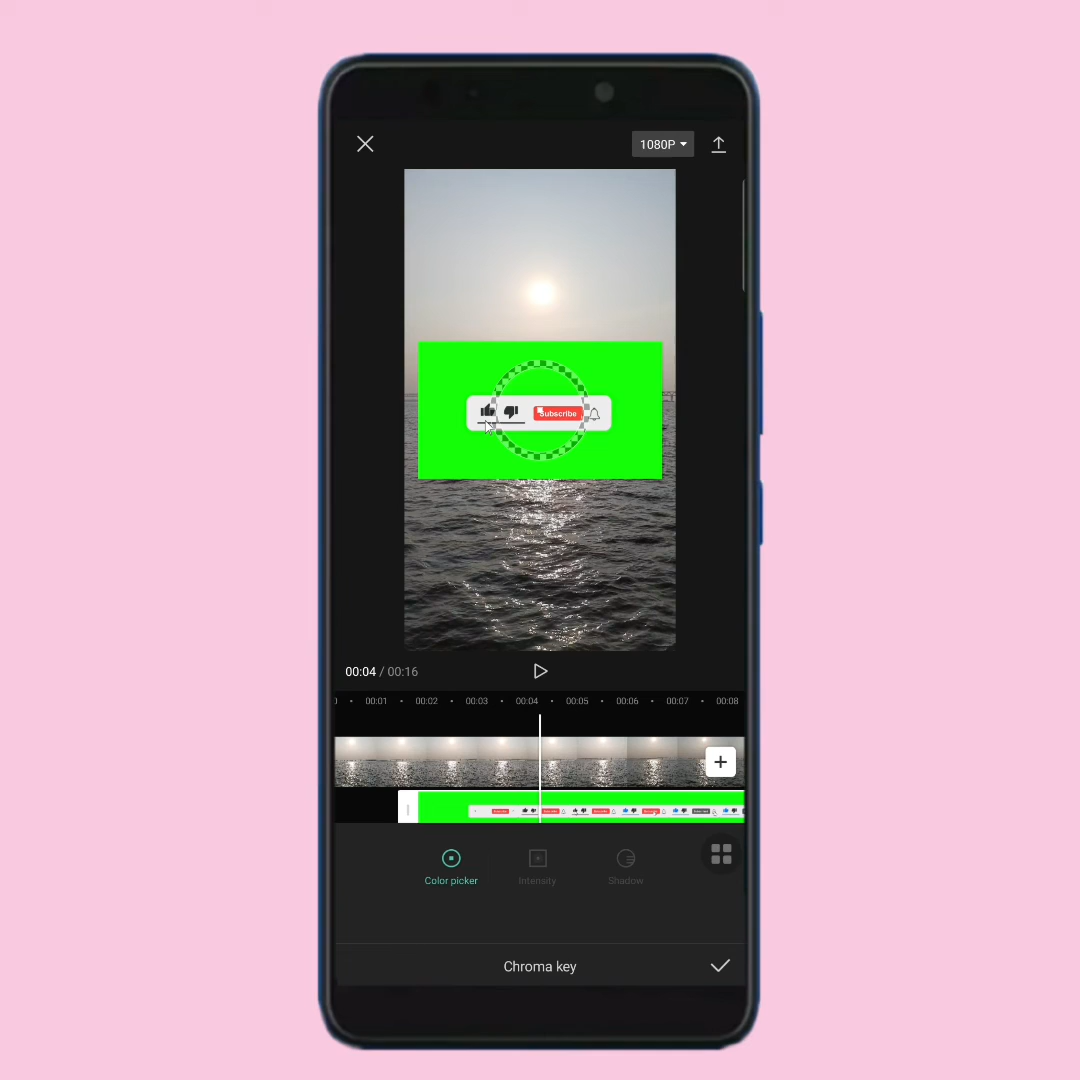 1080P
Subscribe
00:04 / 00:16
00:01 00:02 00:03 00:04 00:05 00:06 00:07 00:08
Color picker Intensity Shadow
Chroma key